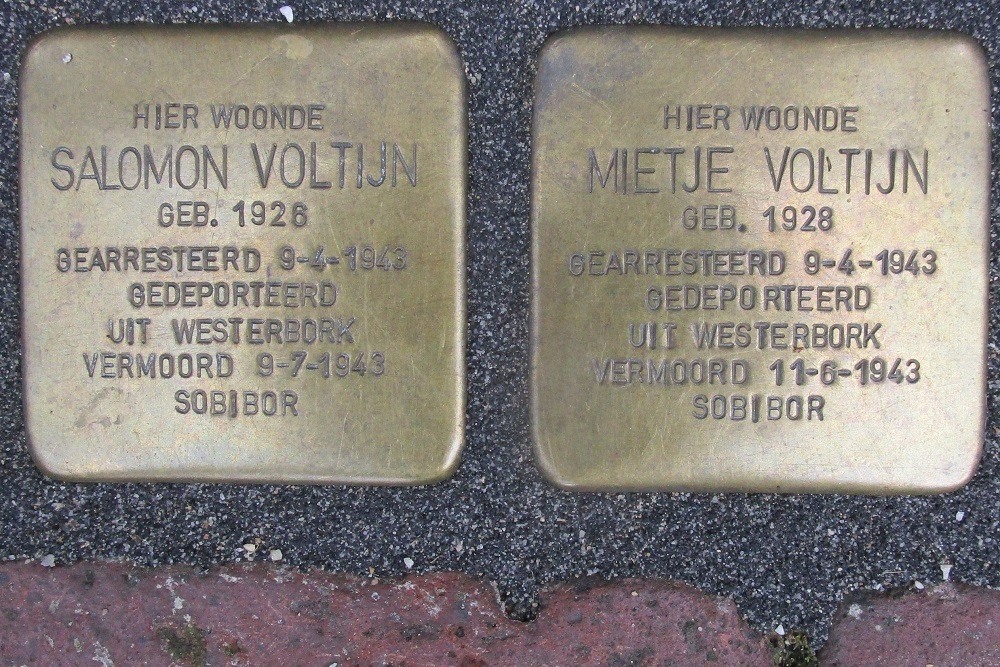 HIER WOONDE
SALOMON VOLTIJN
GEB. 1926
GEARRESTEERD 9-4-1943
GEDEPORTEERD
UIT WESTERBORK
VERMOORD 9-7-1943
SOBIBOR
HIER WOONDE
MIETJE VOLTIJN
GEB. 1928
GEARRESTEERD 9-4-1943
GEDEPORTEERD
UIT WESTERBORK
VERMOORD 11-6-1943
SOBIBOR